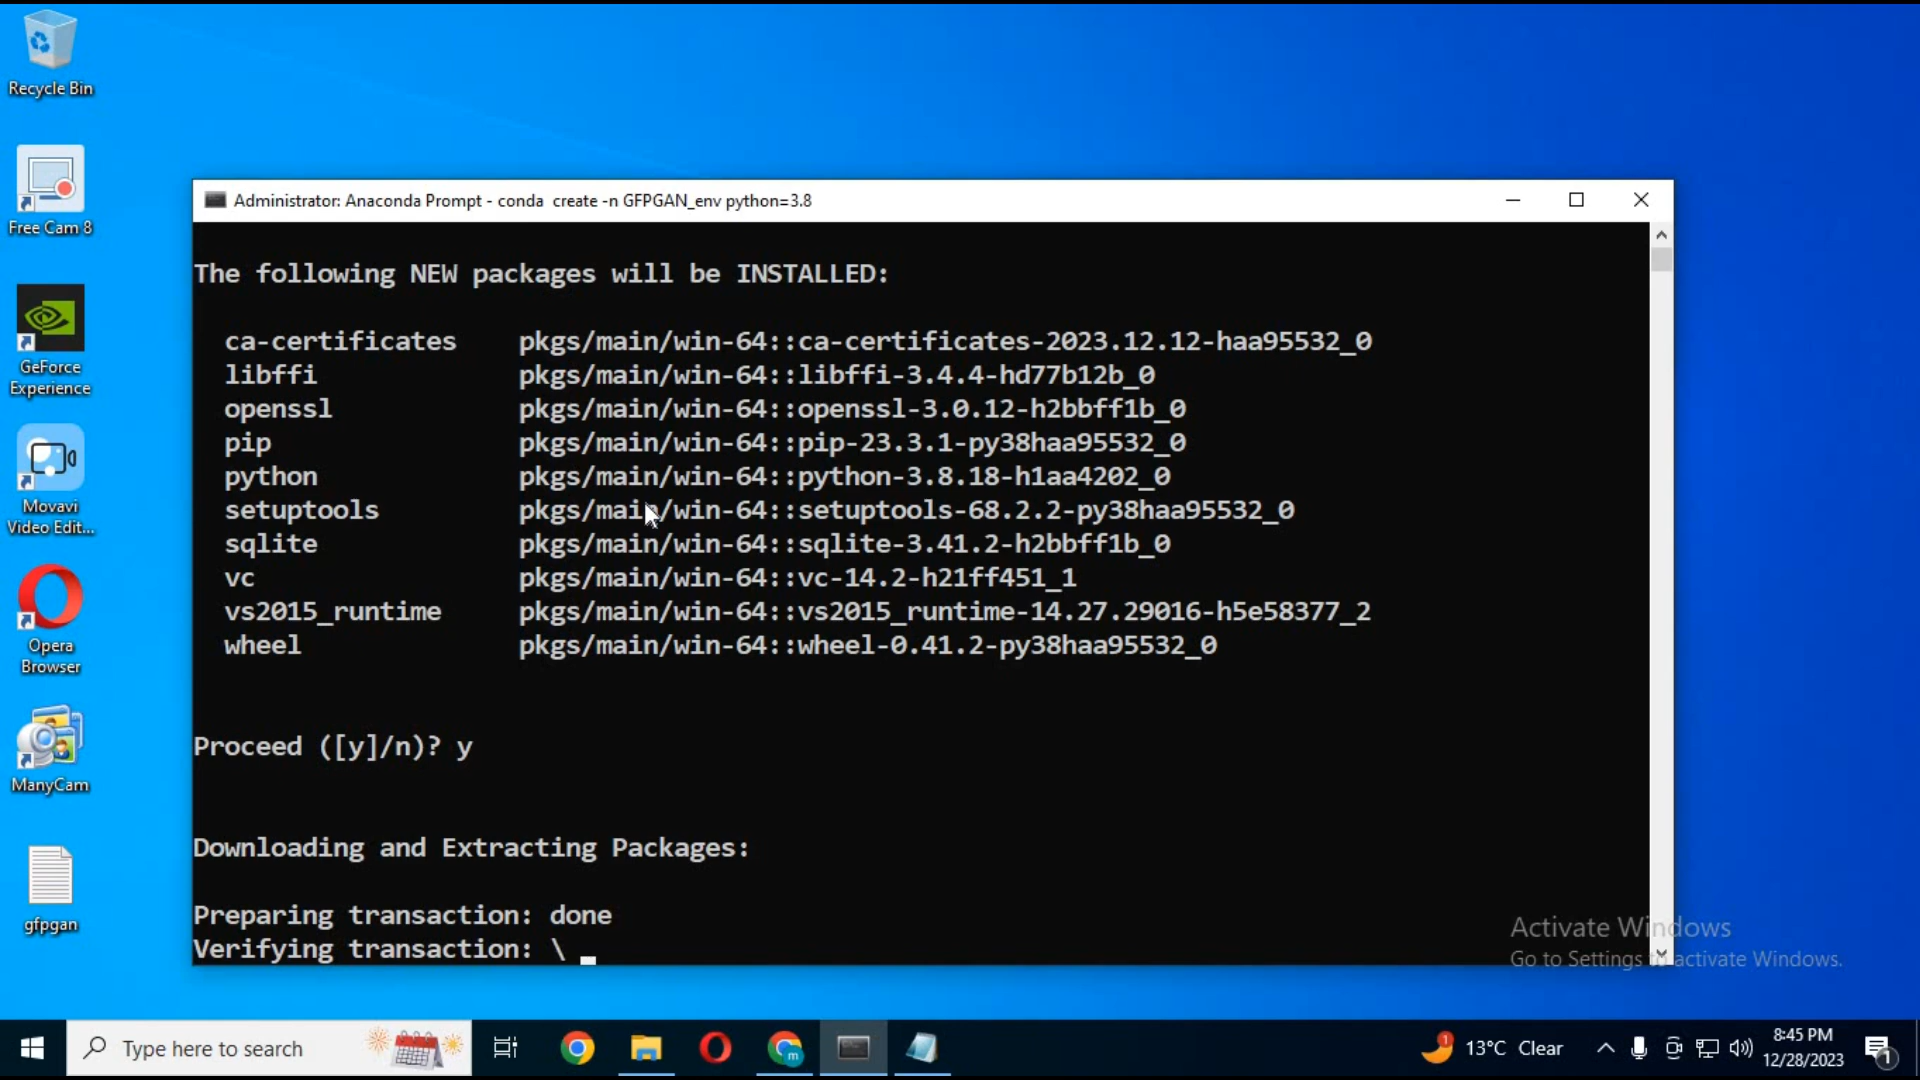 Recycle Bin
Free Cam 8
GeForce
Experience
Movavi
Video Edit...
Opera
Browser
ManyCam
gfpgan
Administrator: Anaconda Prompt - conda  create -n GFPGAN_env python=3.8
The following NEW packages will be INSTALLED:
ca-certificates pkgs/main/win-64::ca-certificates-2023.12.12-haa95532_0
libffi pkgs/main/win-64::libffi-3.4.4-hd77b12b_0
openssl pkgs/main/win-64::openssl-3.0.12-h2bbff1b_0
pip pkgs/main/win-64::pip-23.3.1-py38haa95532_0
python pkgs/main/win-64::python-3.8.18-h1aa4202_0
setuptools pkgs/main/win-64::setuptools-68.2.2-py38haa95532_0
sqlite pkgs/main/win-64::sqlite-3.41.2-h2bbff1b_0
vc pkgs/main/win-64::vc-14.2-h21ff451_1
vs2015_runtime pkgs/main/win-64::vs2015_runtime-14.27.29016-h5e58377_2
wheel pkgs/main/win-64::wheel-0.41.2-py38haa95532_0
Proceed ([y]/n)? y
Downloading and Extracting Packages:
Preparing transaction: done
Verifying transaction: \
Activate Windows
Go to Settings to activate Windows.
Type here to search
m
1
13°C Clear
8:45 PM
12/28/2023
1